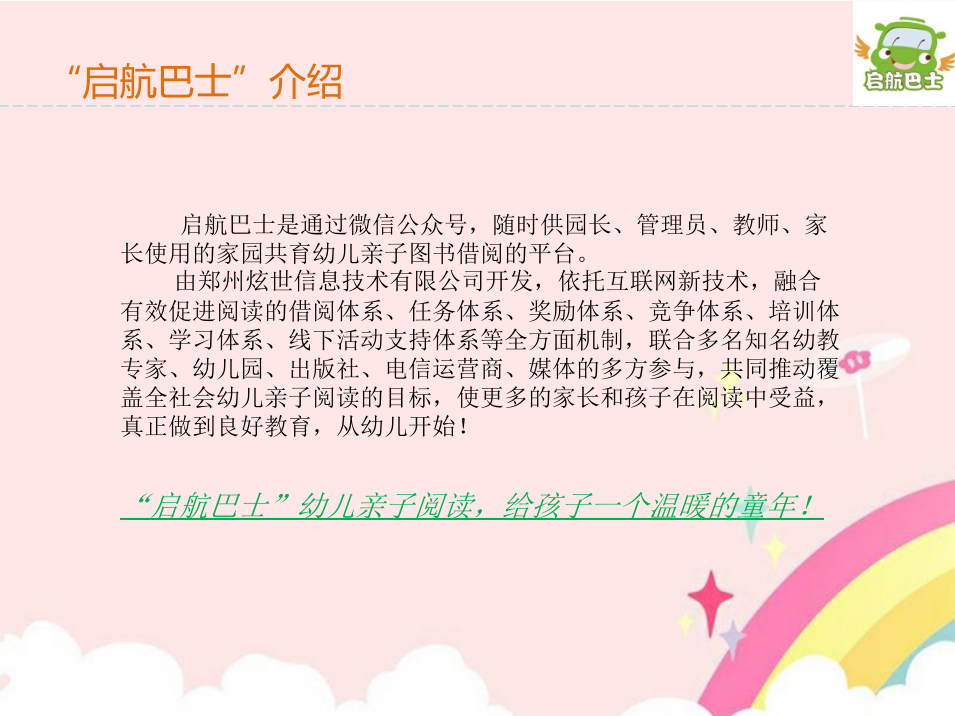 “启航巴士”介绍
启航巴士
启航巴士是通过微信公众号，随时供园长、管理员、教师、家
长使用的家园共育幼儿亲子图书借阅的平台。
由郑州炫世信息技术有限公司开发，依托互联网新技术，融合
有效促进阅读的借阅体系、任务体系、奖励体系、竞争体系、培训体
系、学习体系、线下活动支持体系等全方面机制，联合多名知名幼教
专家、幼儿园、出版社、电信运营商、媒体的多方参与，共同推动覆
盖全社会幼儿亲子阅读的目标，使更多的家长和孩子在阅读中受益，
真正做到良好教育，从幼儿开始！
“启航巴士”幼儿亲子阅读，给孩子一个温暖的童年！